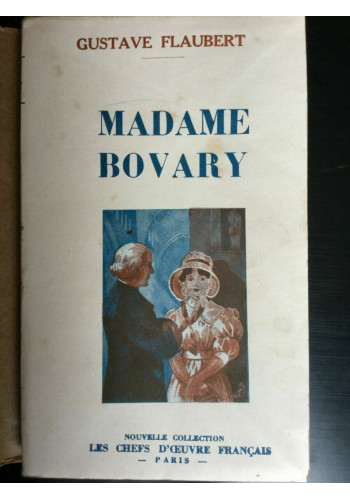 GUSTAVE FLAUBERT
MADAME
BOVARY
NOUVELLE COLLECTION
LES CHEFS D'ŒUVRE FRANÇAIS
— PARIS —